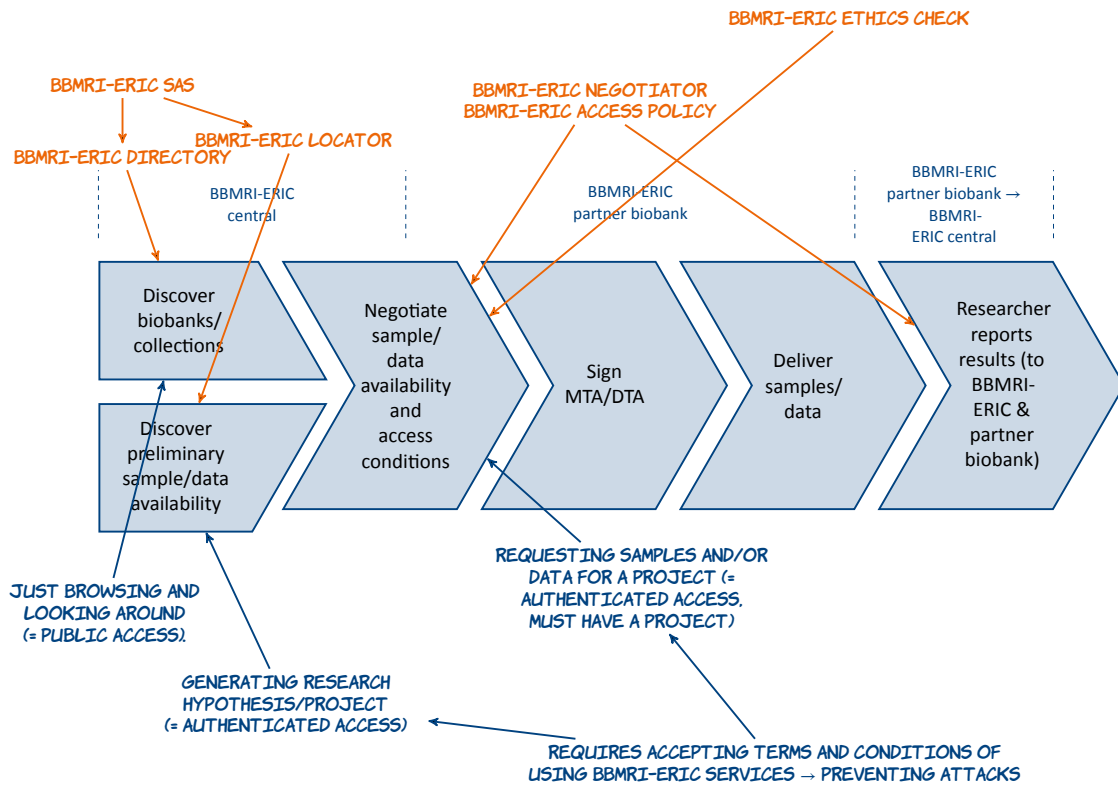 BBMRI-ERIC ETHICS CHECK
BBMRI-ERIC SAS
BBMRI-ERIC NEGOTIATOR
BBMRI-ERIC ACCESS POLICY
BBMRI-ERIC LOCATOR
BBMRI-ERIC DIRECTORY
BBMRI-ERIC
central
BBMRI-ERIC
partner biobank
BBMRI-ERIC
partner biobank →
BBMRI-
ERIC central
Discover
biobanks/
collections
Discover
preliminary
sample/data
availability
Negotiate
sample/
data
availability
and
access
conditions
Sign
MTA/DTA
Deliver
samples/
data
Researcher
reports
results (to
BBMRI-
ERIC &
partner
biobank)
JUST BROWSING AND
LOOKING AROUND
(= PUBLIC ACCESS).
REQUESTING SAMPLES AND/OR
DATA FOR A PROJECT (=
AUTHENTICATED ACCESS,
MUST HAVE A PROJECT)
GENERATING RESEARCH
HYPOTHESIS/PROJECT
(= AUTHENTICATED ACCESS)
REQUIRES ACCEPTING TERMS AND CONDITIONS OF
USING BBMRI-ERIC SERVICES → PREVENTING ATTACKS